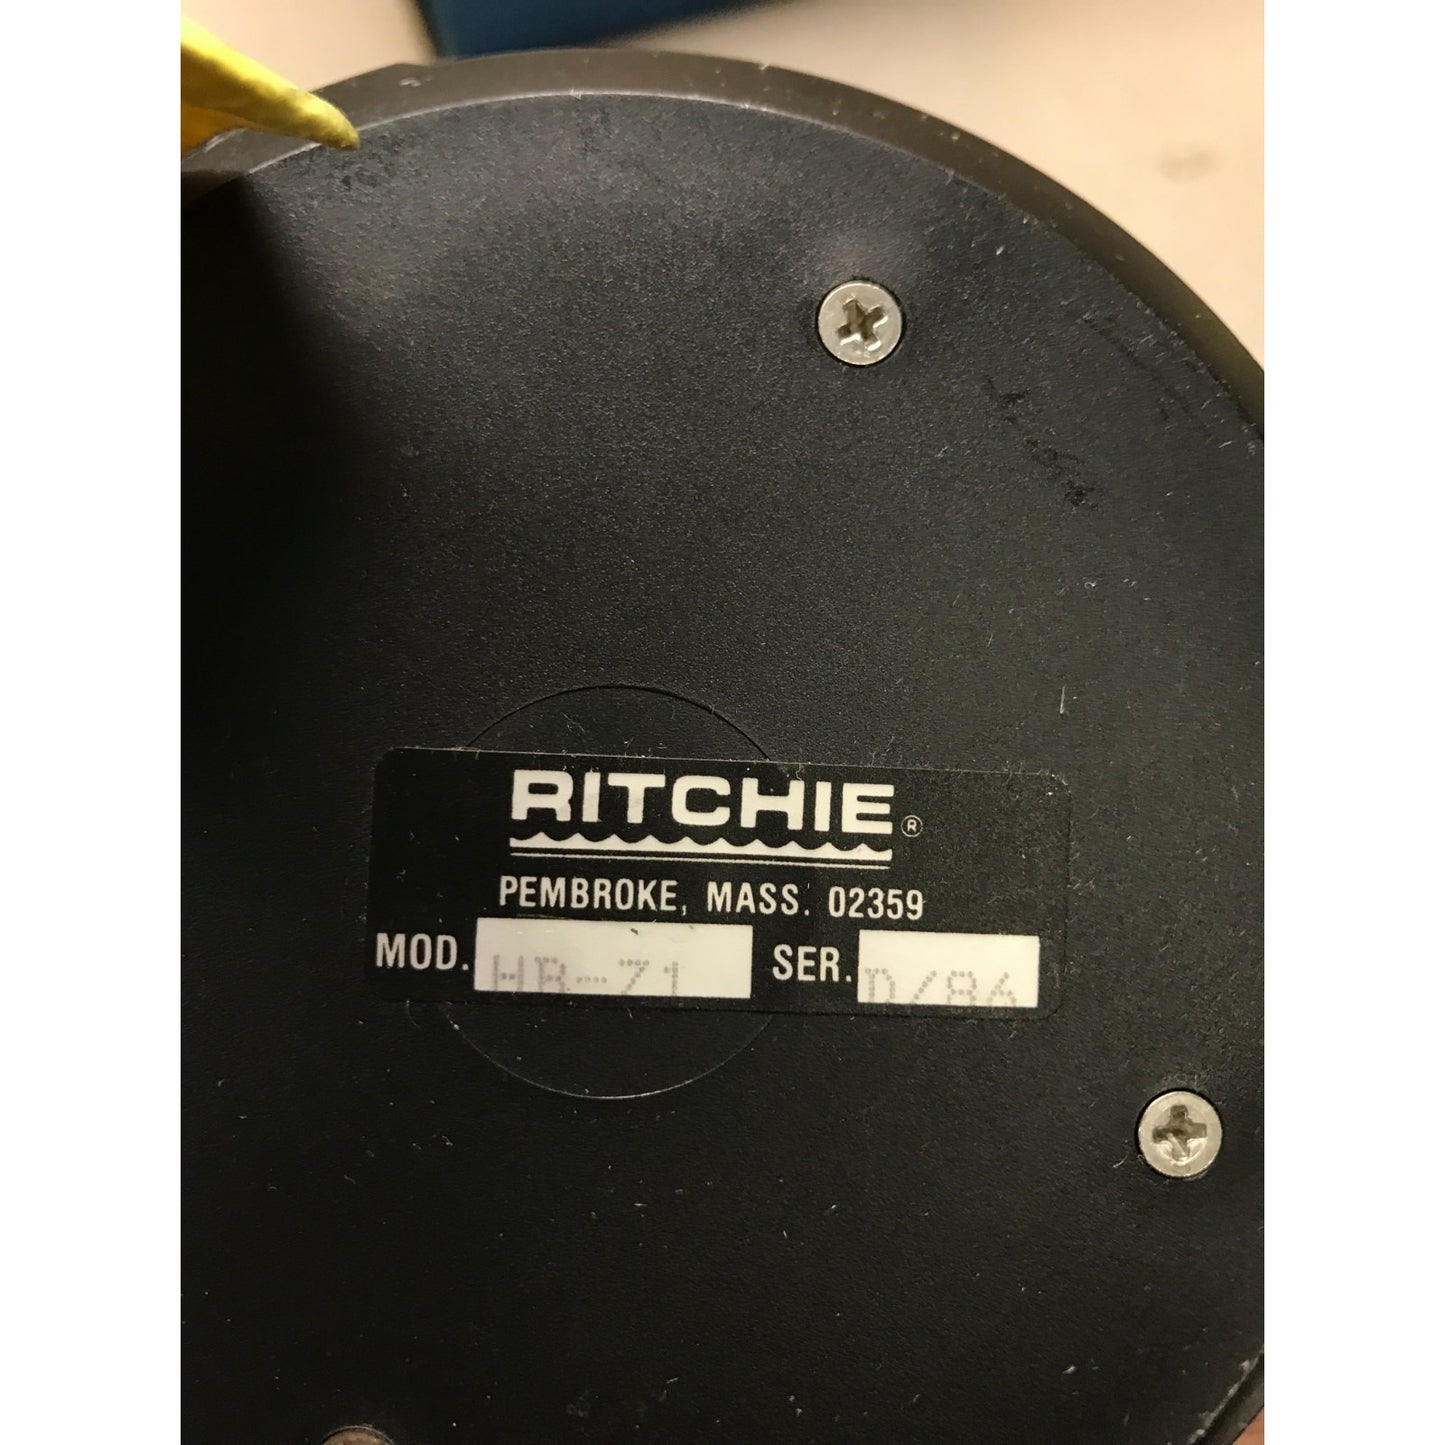 RITCHIE®
PEMBROKE, MASS. 02359
MOD. HB-71 SER. D/86